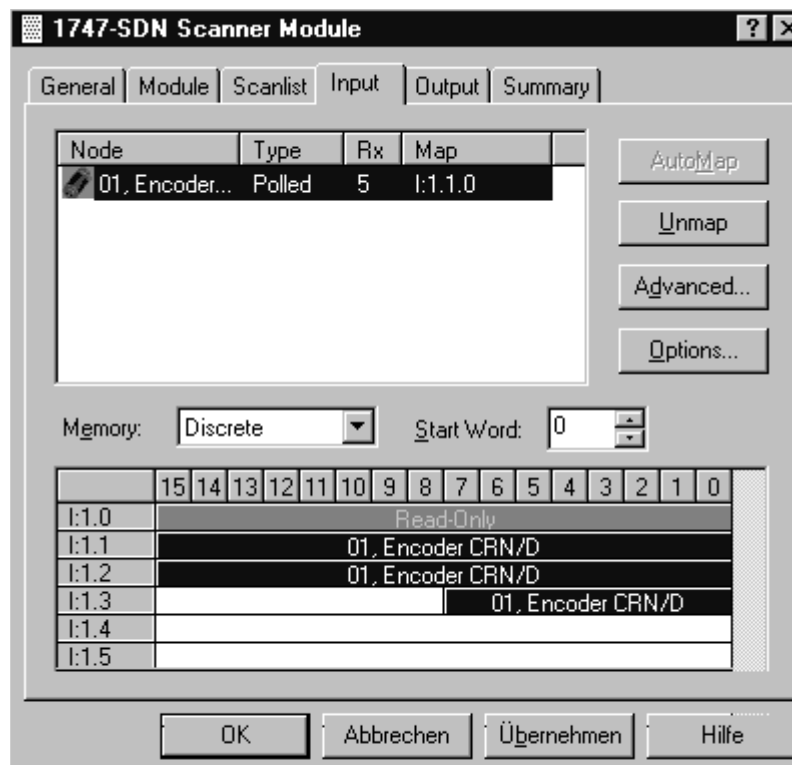 1747-SDN Scanner Module
General Module Scanlist Input Output Summary
Node Type Rx Map
01, Encoder... Polled 5 I:1.1.0
AutoMap
Unmap
Advanced...
Options...
Memory: Discrete Start Word: 0
15 14 13 12 11 10 9 8 7 6 5 4 3 2 1 0
I:1.0 Read-Only
I:1.1 01, Encoder CRN/D
I:1.2 01, Encoder CRN/D
I:1.3 01, Encoder CRN/D
I:1.4
I:1.5
OK Abbrechen Übernehmen Hilfe